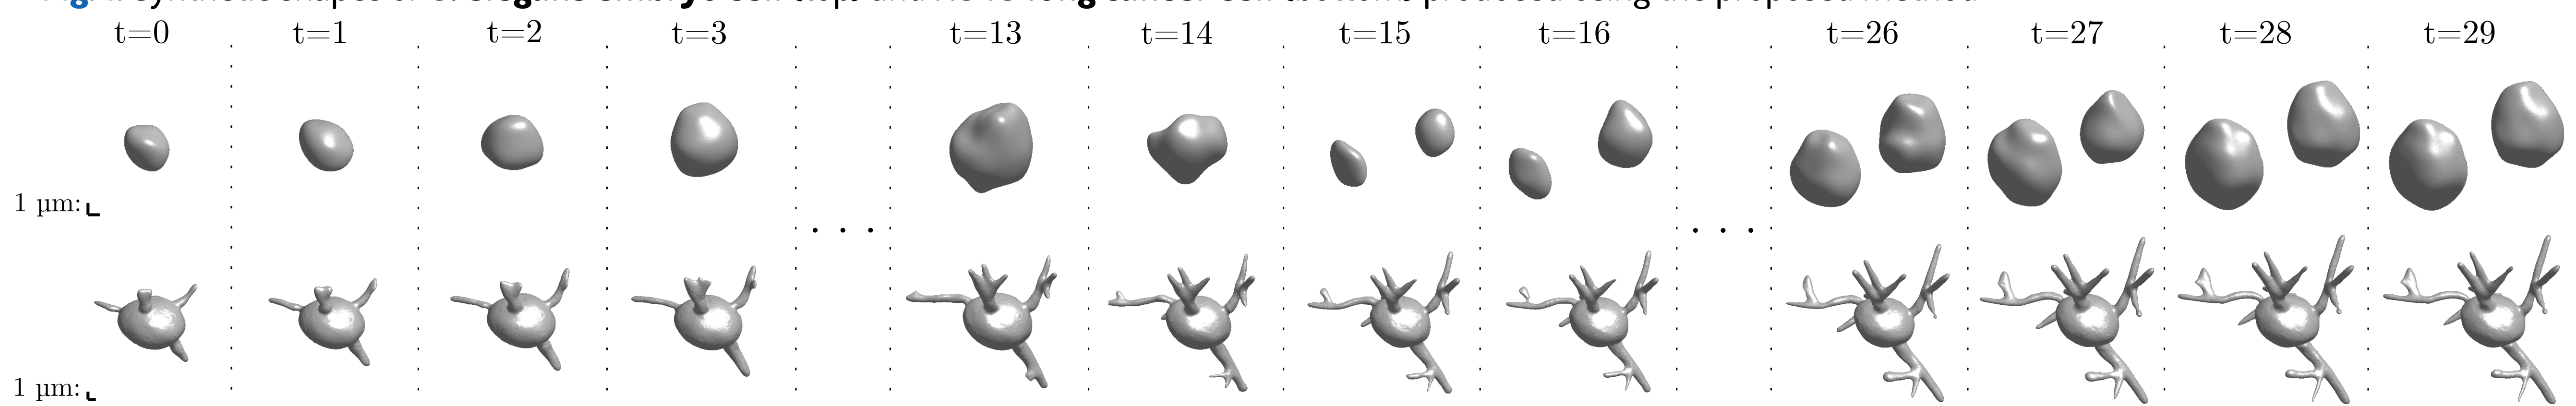 t=0 t=1 t=2 t=3 t=13 t=14 t=15 t=16 t=26 t=27 t=28 t=29
1 µm:
. . . . . .
1 µm: